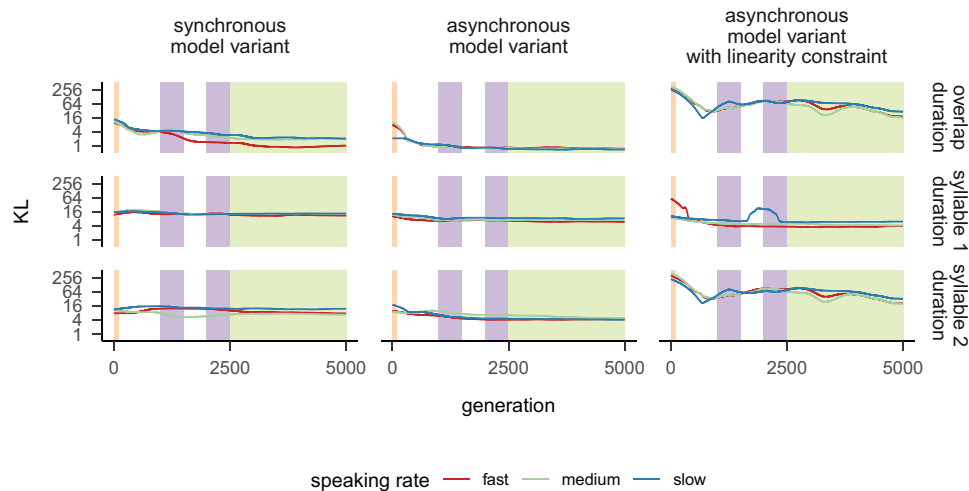 synchronous
model variant
asynchronous
model variant
asynchronous
model variant
with linearity constraint
KL
256
64
16
4
1
overlap
duration
256
64
16
4
1
syllable 1
duration
256
64
16
4
1
syllable 2
duration
0 2500 5000
0 2500 5000
0 2500 5000
generation
speaking rate fast medium slow